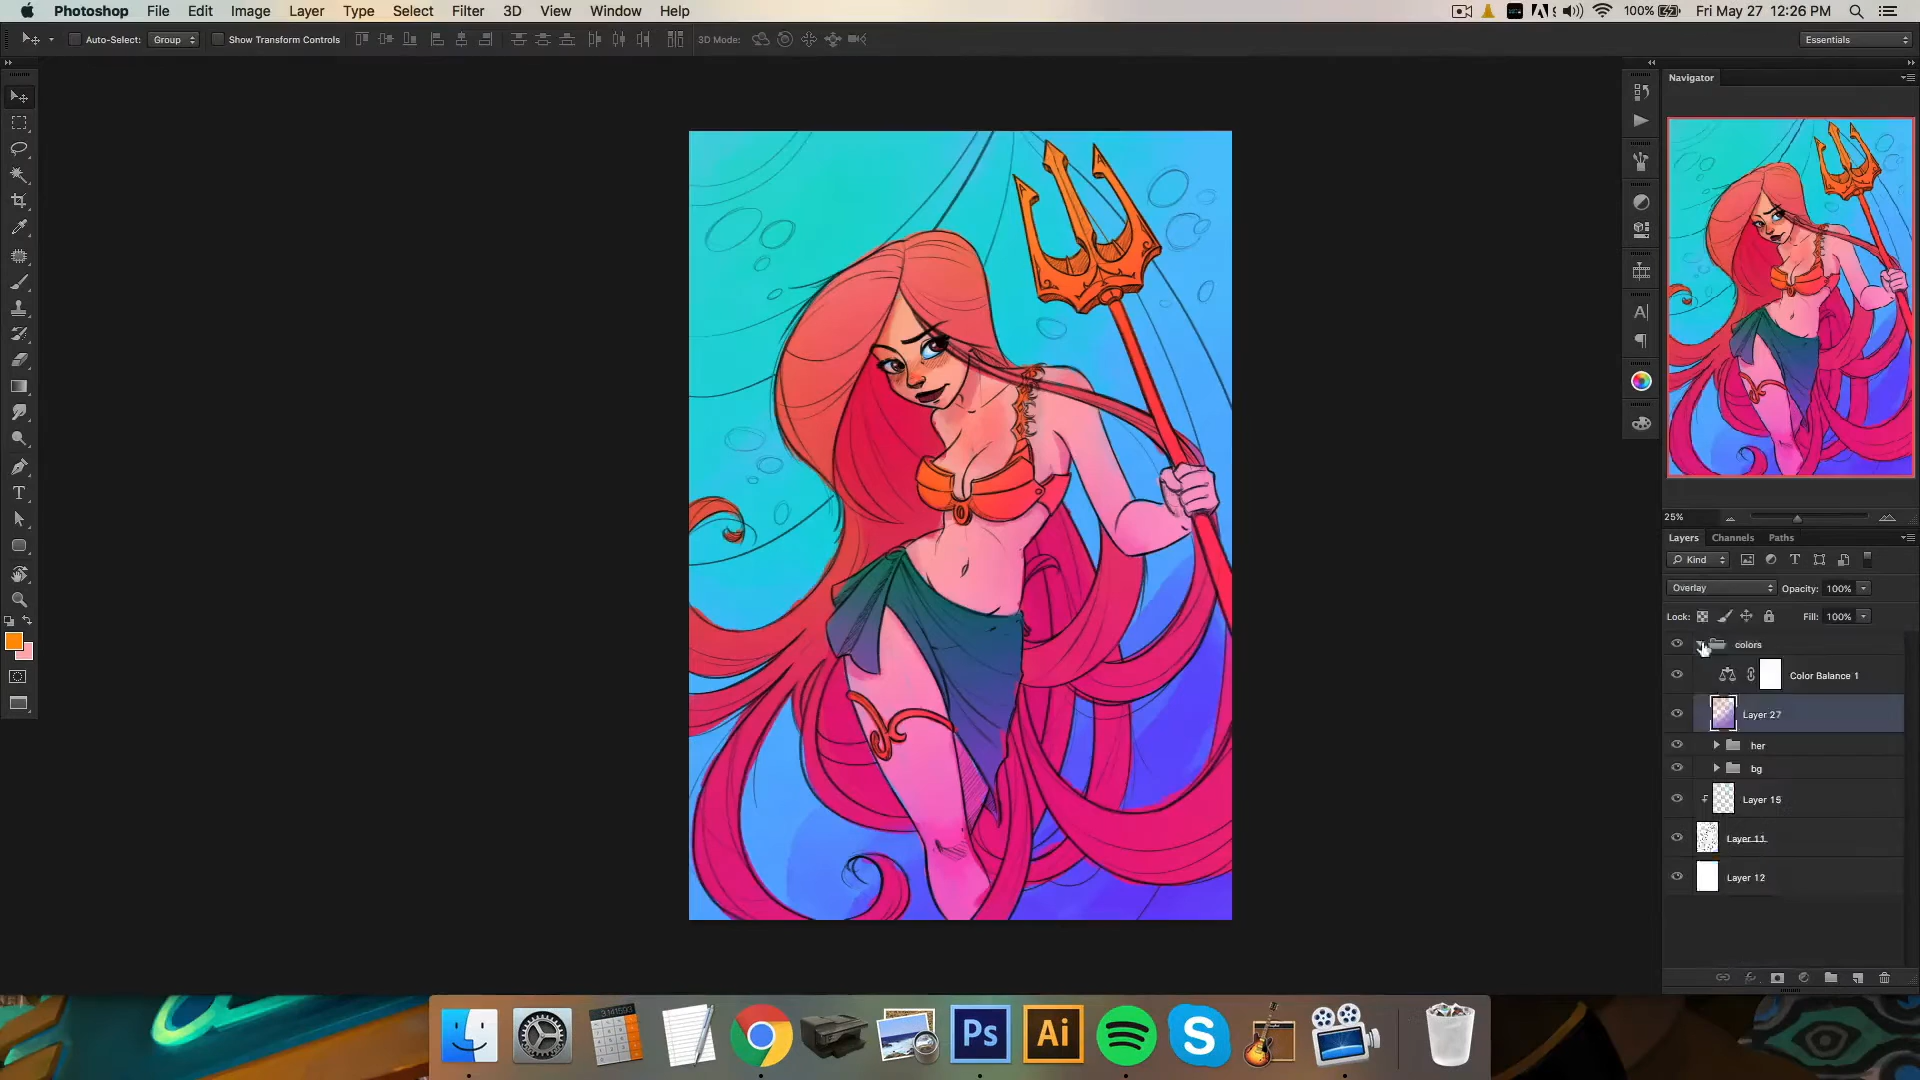 Photoshop File Edit Image Layer Type Select Filter 3D View Window Help
100% Fri May 27 12:26 PM
Auto-Select: Group Show Transform Controls 3D Mode: Essentials
Navigator
25%
Layers Channels Paths
Kind
Overlay Opacity: 100%
Lock: Fill: 100%
colors
Color Balance 1
Layer 27
her
bg
Layer 15
Layer 11
Layer 12
3.141593
Ps Ai